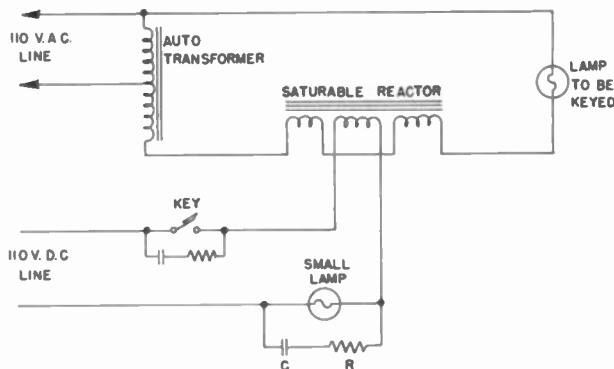 110 V. A C.
LINE
AUTO
TRANSFORMER
SATURABLE REACTOR
LAMP
TO BE
KEYED
KEY
110 V. D. C
LINE
SMALL
LAMP
C
R